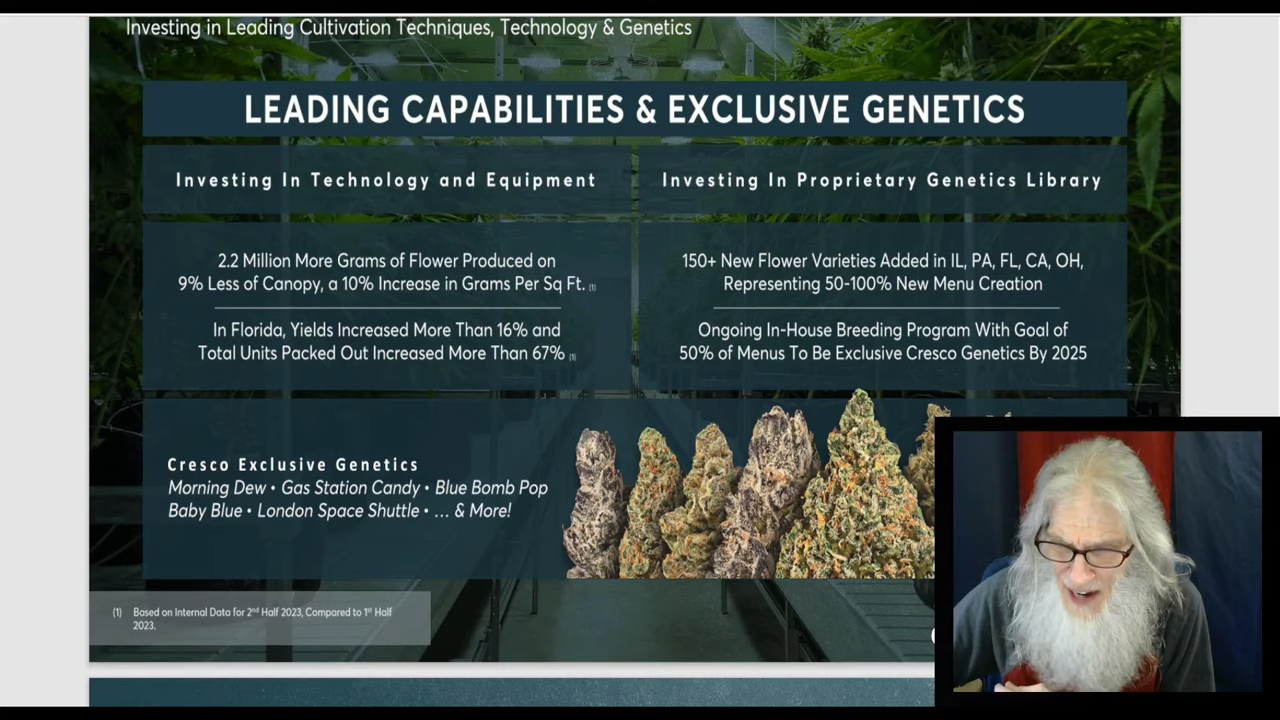 Investing in Leading Cultivation Techniques, Technology & Genetics
LEADING CAPABILITIES & EXCLUSIVE GENETICS
Investing In Technology and Equipment
2.2 Million More Grams of Flower Produced on
9% Less of Canopy, a 10% Increase in Grams Per Sq Ft. (1)
In Florida, Yields Increased More Than 16% and
Total Units Packed Out Increased More Than 67% (1)
Investing In Proprietary Genetics Library
150+ New Flower Varieties Added in IL, PA, FL, CA, OH,
Representing 50-100% New Menu Creation
Ongoing In-House Breeding Program With Goal of
50% of Menus To Be Exclusive Cresco Genetics By 2025
Cresco Exclusive Genetics
Morning Dew • Gas Station Candy • Blue Bomb Pop
Baby Blue • London Space Shuttle • … & More!
(1) Based on Internal Data for 2nd Half 2023, Compared to 1st Half
2023.